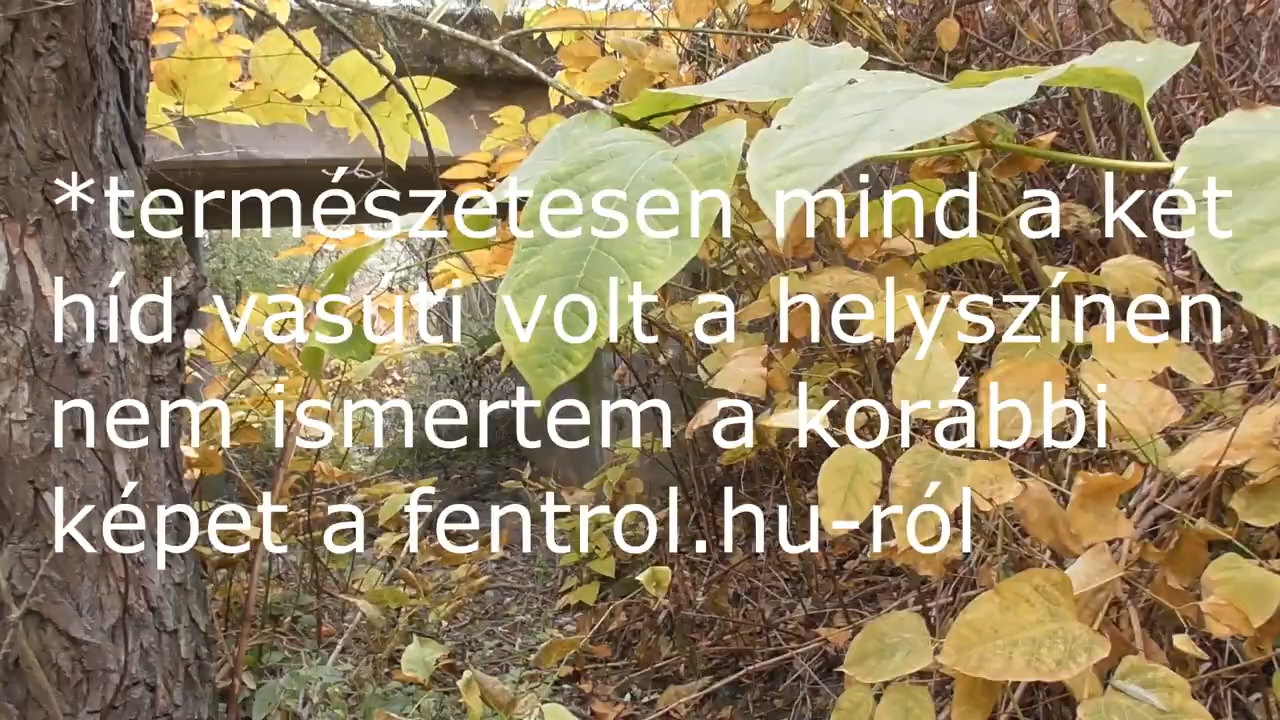 *természetesen mind a két
híd vasúti volt a helyszínen
nem ismertem a korábbi
képet a fentrol.hu-ról